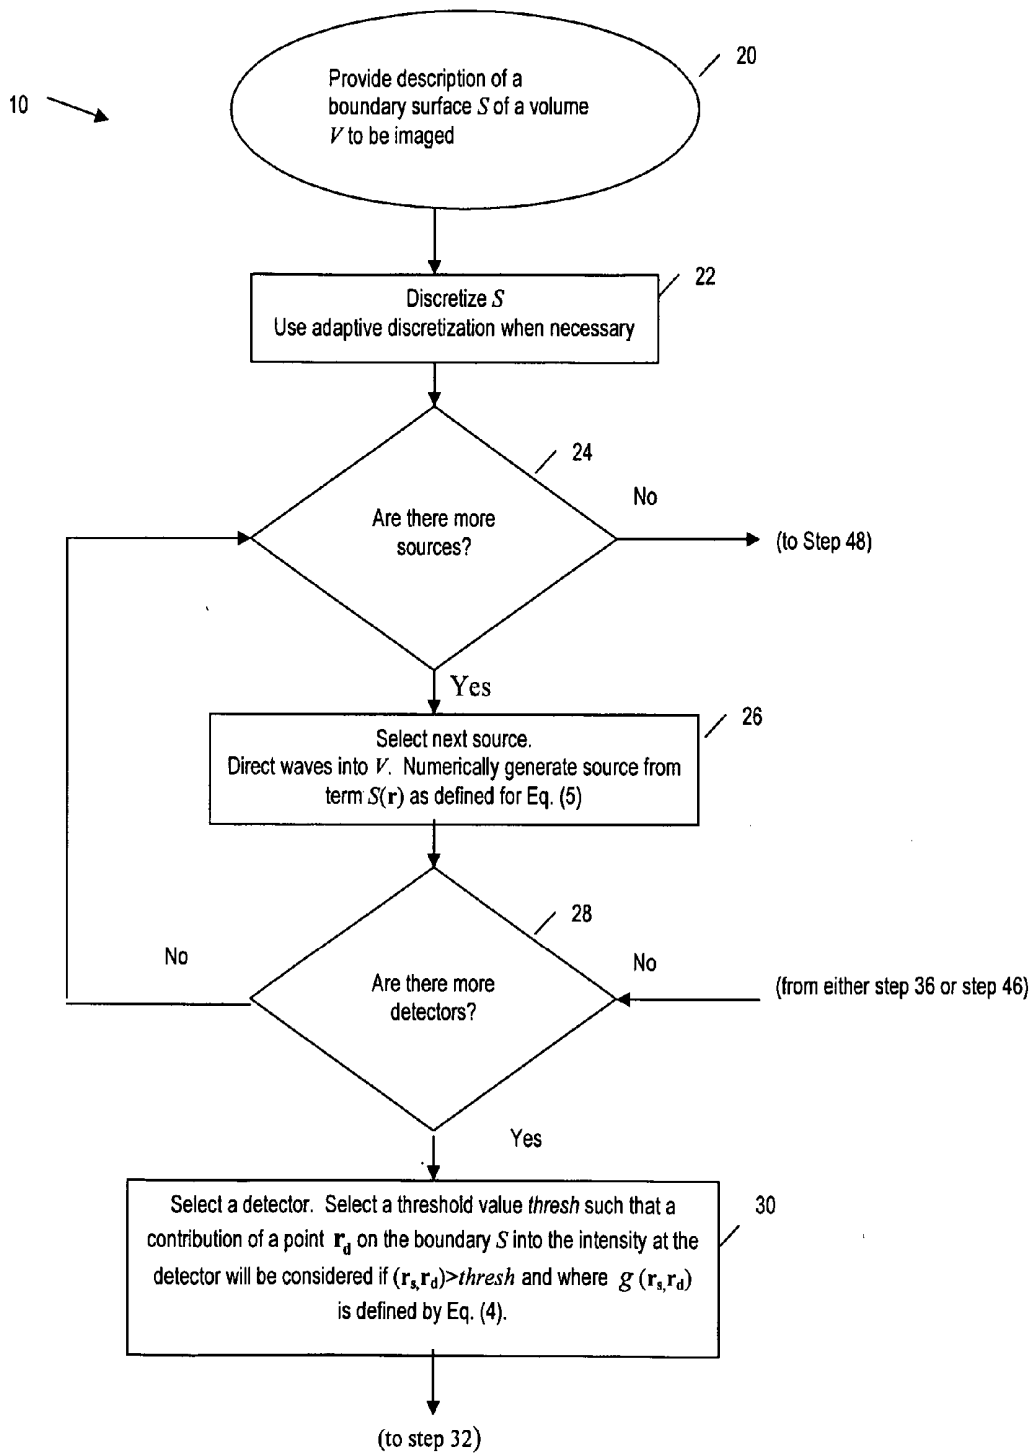 20
Provide description of a
boundary surface S of a volume
V to be imaged
10
22
Discretize S
Use adaptive discretization when necessary
24
No
Are there more
sources?
(to Step 48)
Yes
26
Select next source.
Direct waves into V. Numerically generate source from
term S(r) as defined for Eq. (5)
28
No
No
Are there more
detectors?
(from either step 36 or step 46)
Yes
30
Select a detector. Select a threshold value thresh such that a
contribution of a point r_d on the boundary S into the intensity at the
detector will be considered if (r_s,r_d)>thresh and where g (r_s,r_d)
is defined by Eq. (4).
(to step 32)